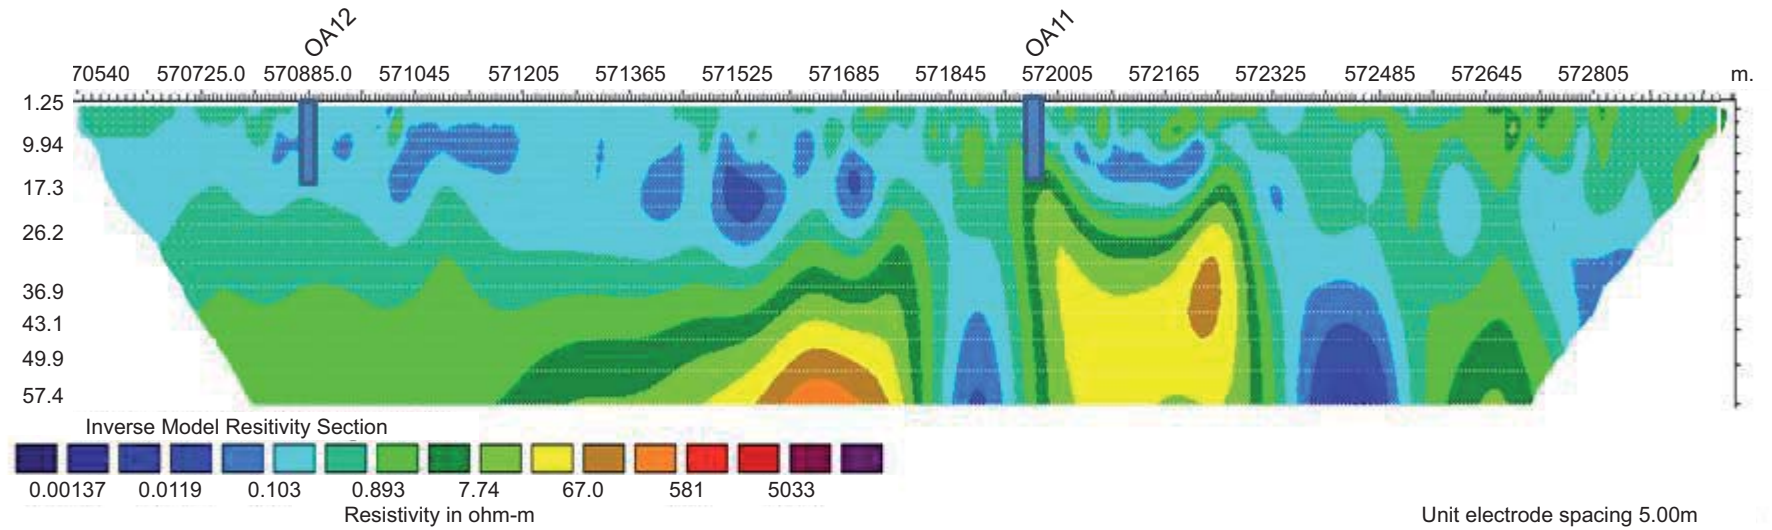 OA12 OA11
70540 570725.0 570885.0 571045 571205 571365 571525 571685 571845 572005 572165 572325 572485 572645 572805 m.
1.25
9.94
17.3
26.2
36.9
43.1
49.9
57.4
Inverse Model Resitivity Section
0.00137 0.0119 0.103 0.893 7.74 67.0 581 5033
Resistivity in ohm-m Unit electrode spacing 5.00m